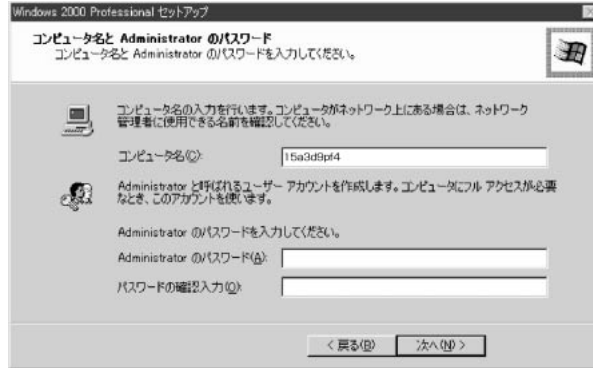 Windows 2000 Professional セットアップ
コンピュータ名と Administrator のパスワード
コンピュータ名と Administrator のパスワードを入力してください。
コンピュータ名の入力を行います。コンピュータがネットワーク上にある場合は、ネットワーク
管理者に使用できる名前を確認してください。
コンピュータ名(C): 15a3d9pf4
Administrator と呼ばれるユーザー アカウントを作成します。コンピュータにフル アクセスが必要
なとき、このアカウントを使います。
Administrator のパスワードを入力してください。
Administrator のパスワード(A):
パスワードの確認入力(O):
< 戻る(B) 次へ(N) >